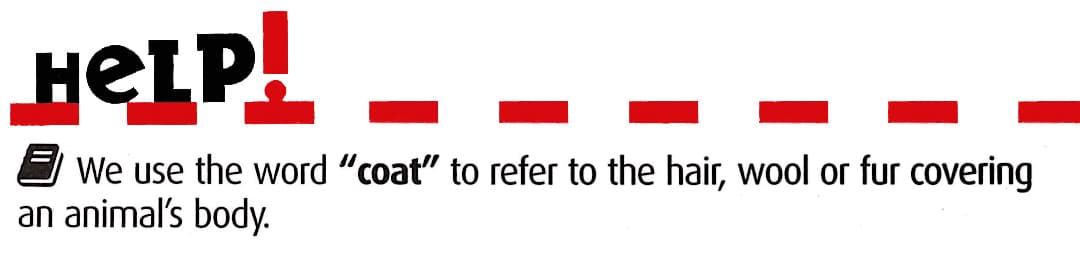 HeLP!
We use the word “coat” to refer to the hair, wool or fur covering
an animal’s body.